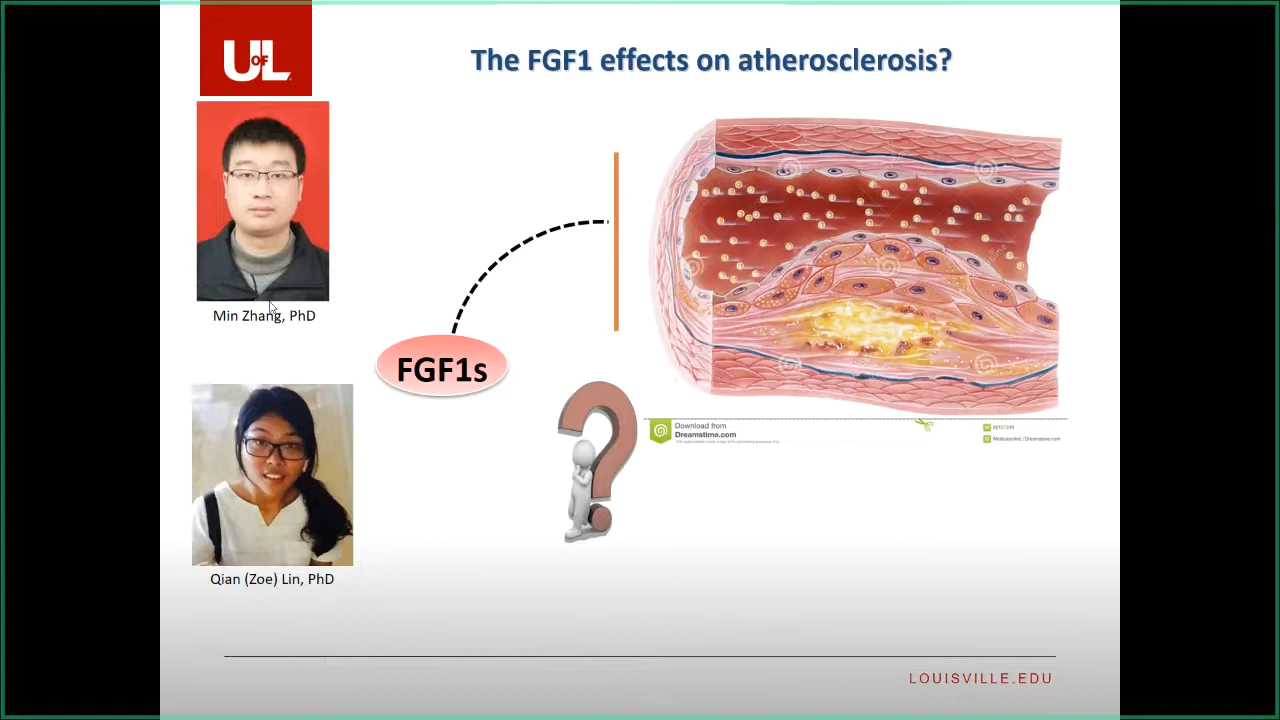 U OF L
The FGF1 effects on atherosclerosis?
Min Zhang, PhD
FGF1s
Download from
Dreamstime.com
Qian (Zoe) Lin, PhD
LOUISVILLE.EDU